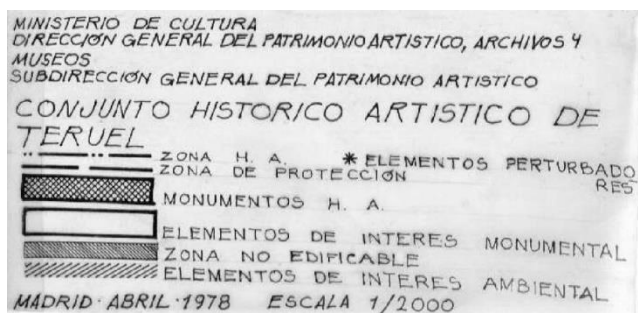 MINISTERIO DE CULTURA
DIRECCIÓN GENERAL DEL PATRIMONIO ARTISTICO, ARCHIVOS Y
MUSEOS
SUBDIRECCIÓN GENERAL DEL PATRIMONIO ARTISTICO
CONJUNTO HISTORICO ARTISTICO DE
TERUEL
ZONA H. A. * ELEMENTOS PERTURBADO
RES
ZONA DE PROTECCIÓN
MONUMENTOS H. A.
ELEMENTOS DE INTERES MONUMENTAL
ZONA NO EDIFICABLE
ELEMENTOS DE INTERES AMBIENTAL
MADRID·ABRIL·1978 ESCALA 1/2000